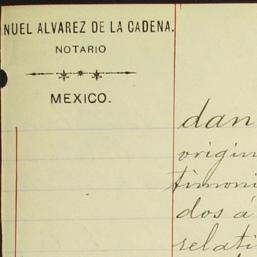 NUEL ALVAREZ DE LA CADENA.
NOTARIO
MEXICO.
dan
origin
timoni
dos á
relati